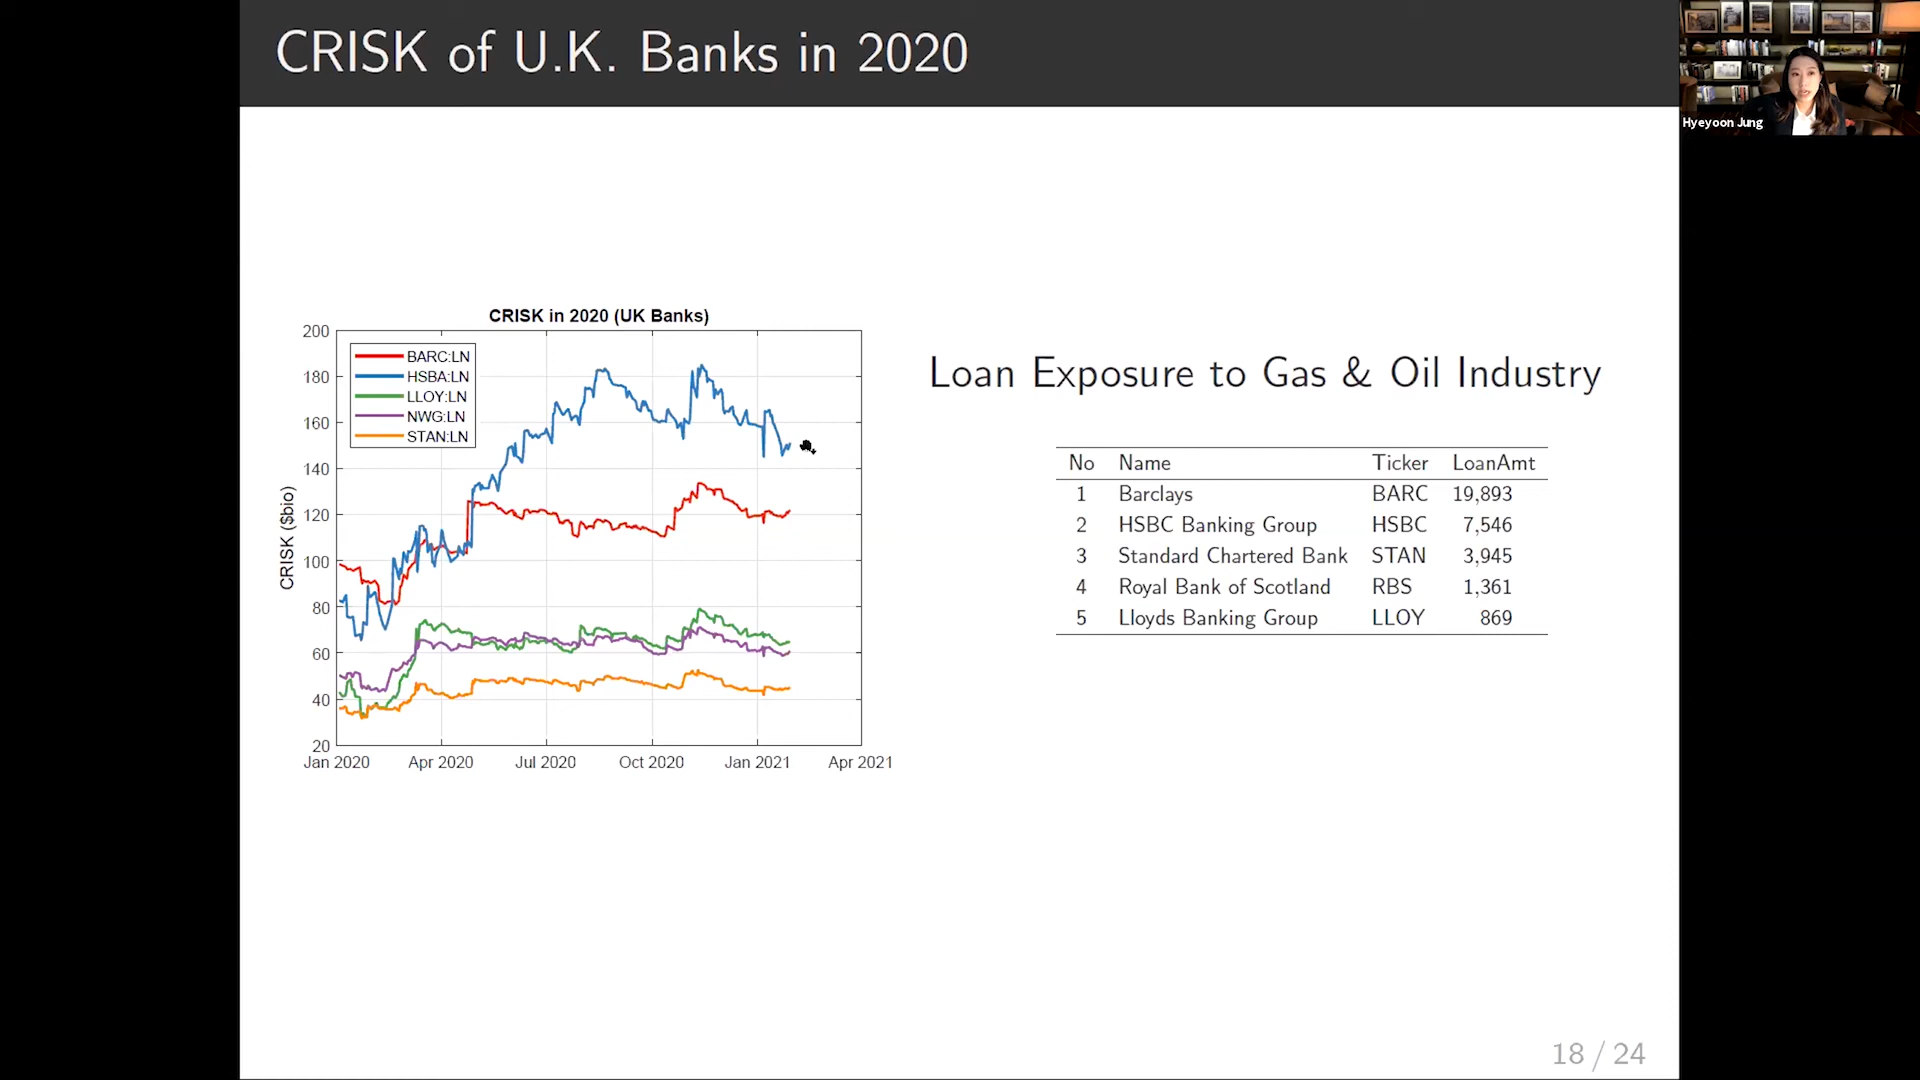 CRISK of U.K. Banks in 2020
Hyeyoon Jung
CRISK in 2020 (UK Banks)
200
180
160
140
120
100
80
60
40
20
CRISK ($bio)
BARC:LN
HSBA:LN
LLOY:LN
NWG:LN
STAN:LN
Jan 2020 Apr 2020 Jul 2020 Oct 2020 Jan 2021 Apr 2021
Loan Exposure to Gas & Oil Industry
No Name Ticker LoanAmt
1 Barclays BARC 19,893
2 HSBC Banking Group HSBC 7,546
3 Standard Chartered Bank STAN 3,945
4 Royal Bank of Scotland RBS 1,361
5 Lloyds Banking Group LLOY 869
18 / 24